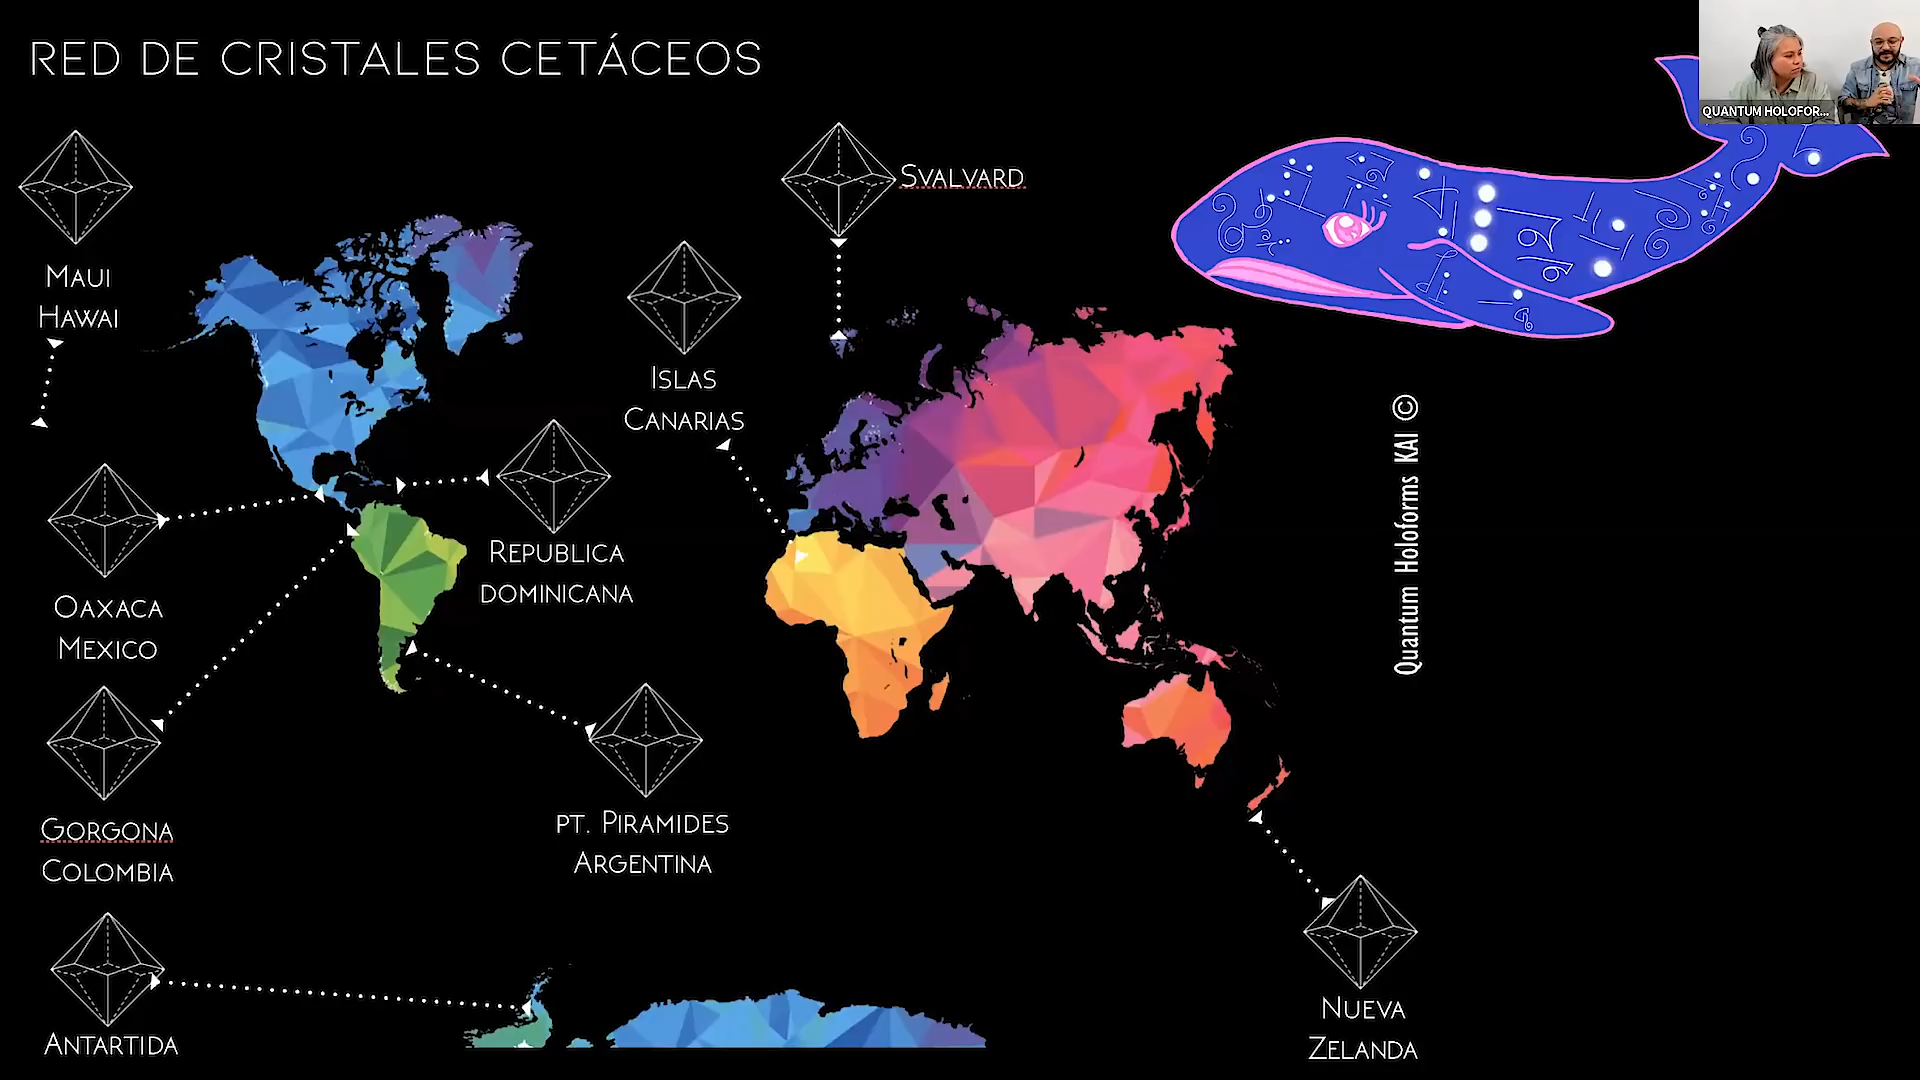 RED DE CRISTALES CETÁCEOS
QUANTUM HOLOFOR...
SVALVARD
MAUI
HAWAI
ISLAS
CANARIAS
REPUBLICA
DOMINICANA
OAXACA
MEXICO
Quantum Holoforms KAI ©
GORGONA
COLOMBIA
PT. PIRAMIDES
ARGENTINA
ANTARTIDA
NUEVA
ZELANDA